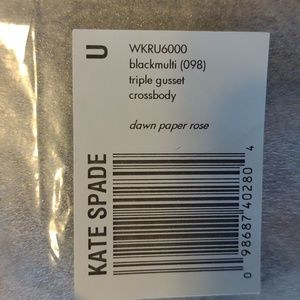 U
WKRU6000
blackmulti (098)
triple gusset
crossbody
dawn paper rose
KATE SPADE
0 98687 40280 4